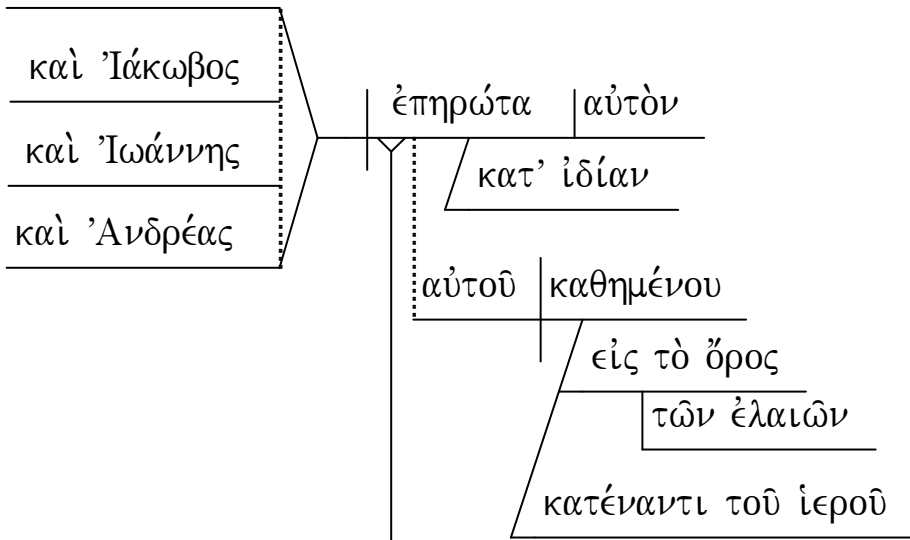 καὶ Ἰάκωβος
ἐπηρώτα αὐτὸν
καὶ Ἰωάννης
κατ’ ἰδίαν
καὶ Ἀνδρέας
αὐτοῦ καθημένου
εἰς τὸ ὄρος
τῶν ἐλαιῶν
κατέναντι τοῦ ἱεροῦ